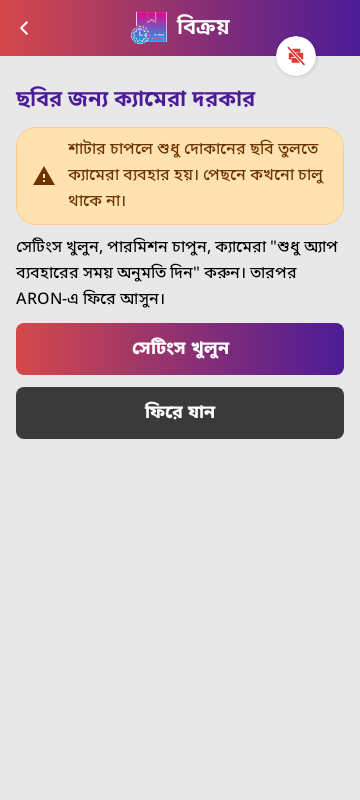 বিক্রয়
ছবির জন্য ক্যামেরা দরকার
শাটার চাপলে শুধু দোকানের ছবি তুলতে
ক্যামেরা ব্যবহার হয়। পেছনে কখনো চালু
থাকে না।
সেটিংস খুলুন, পারমিশন চাপুন, ক্যামেরা "শুধু অ্যাপ
ব্যবহারের সময় অনুমতি দিন" করুন। তারপর
ARON-এ ফিরে আসুন।
সেটিংস খুলুন
ফিরে যান